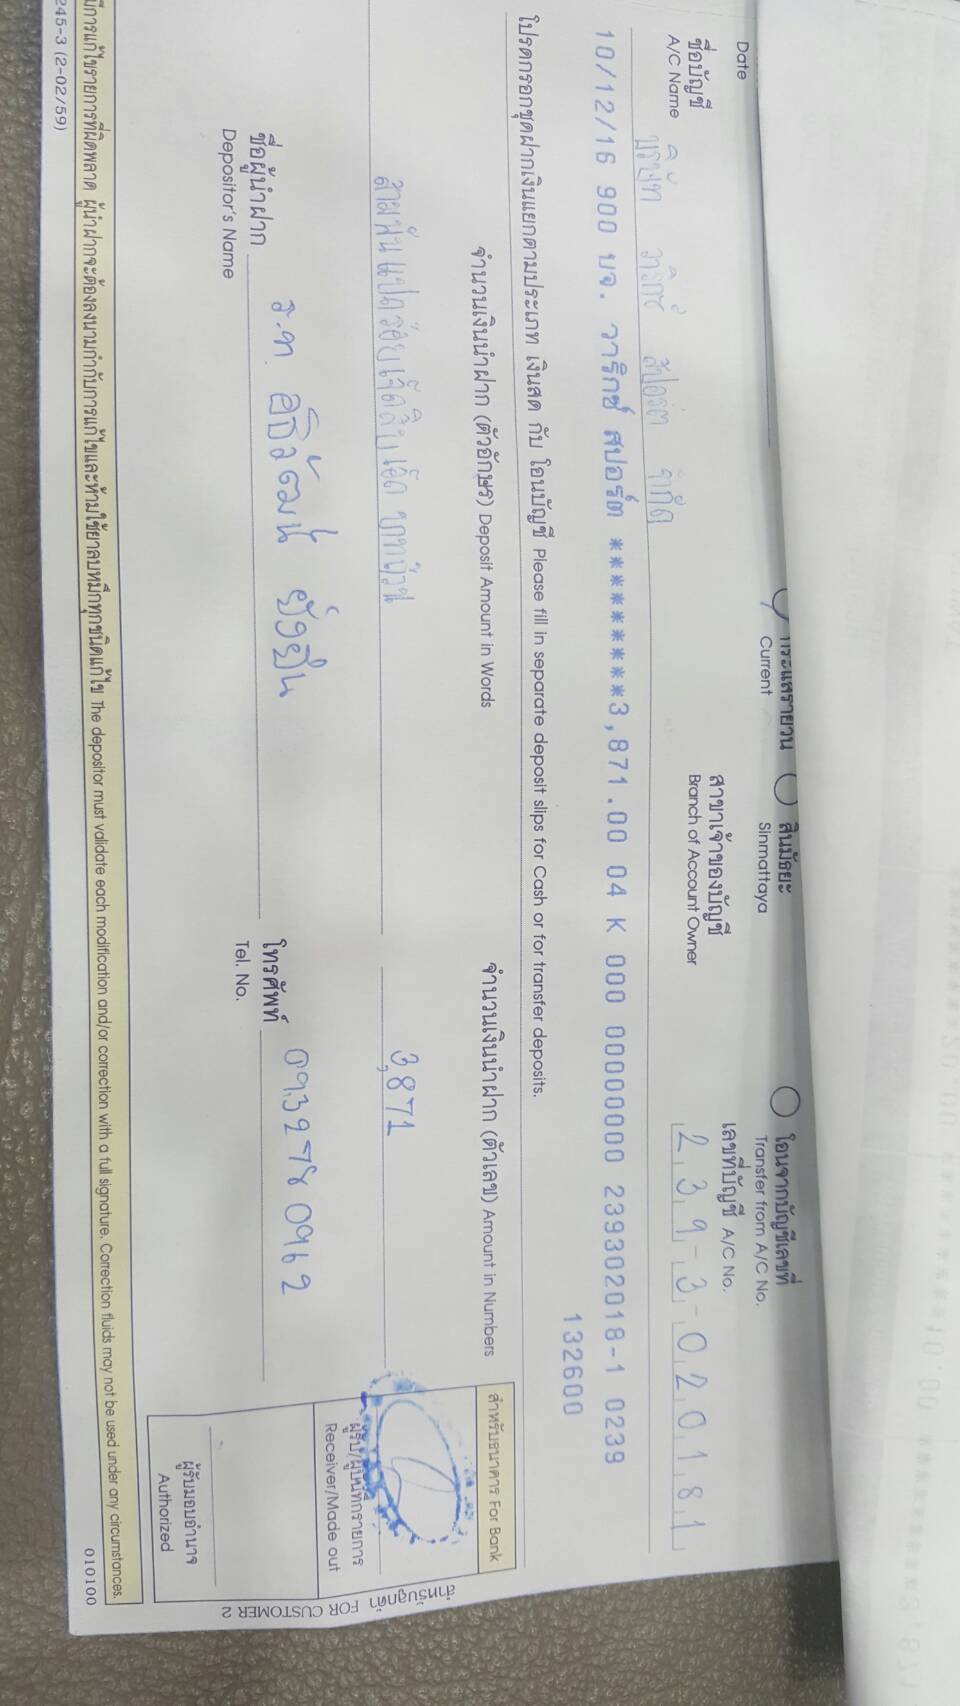 กระแสรายวัน สินมัธยะ โอนจากบัญชีเลขที่
Date Current Sinmattaya Transfer from A/C No.
ชื่อบัญชี สาขาเจ้าของบัญชี เลขที่บัญชี A/C No.
A/C Name บริษัท วาริกซ์ สปอร์ต จำกัด Branch of Account Owner 2 3 9 - 3 - 0 2 0 1 8 1
10/12/16 900 บจ. วาริกซ์ สปอร์ต **********3,871.00 04 K 000 00000000 239302018-1 0239
132600
โปรดกรอกชุดฝากเงินแยกตามประเภท เงินสด กับ โอนบัญชี Please fill in separate deposit slips for Cash or for transfer deposits.
จำนวนเงินนำฝาก (ตัวอักษร) Deposit Amount in Words จำนวนเงินนำฝาก (ตัวเลข) Amount in Numbers
สำหรับธนาคาร For Bank
สามพันแปดร้อยเจ็ดสิบเอ็ดบาทถ้วน 3,871
ผู้รับ/ผู้บันทึกรายการ
Receiver/Made out
ชื่อผู้นำฝาก ร.ท. อธิวัฒน์ ยั่งยืน โทรศัพท์ 0932780962
Depositor's Name Tel. No.
ผู้รับมอบอำนาจ
Authorized
สำหรับลูกค้า FOR CUSTOMER 2
มีการแก้ไขรายการที่ผิดพลาด ผู้นำฝากจะต้องลงนามกำกับการแก้ไขและห้ามใช้ยาลบหมึกทุกชนิดแก้ไข The depositor must validate each modification and/or correction with a full signature. Correction fluids may not be used under any circumstances.
245-3 (2-02/59) 010100